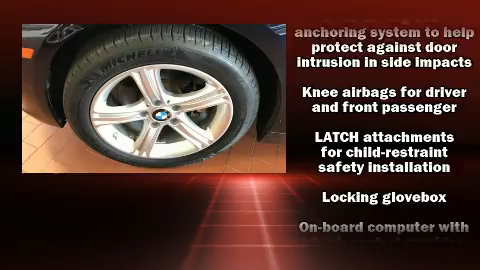 MICHELIN
anchoring system to help
protect against door
intrusion in side impacts
Knee airbags for driver
and front passenger
LATCH attachments
for child-restraint
safety installation
Locking glovebox
On-board computer with